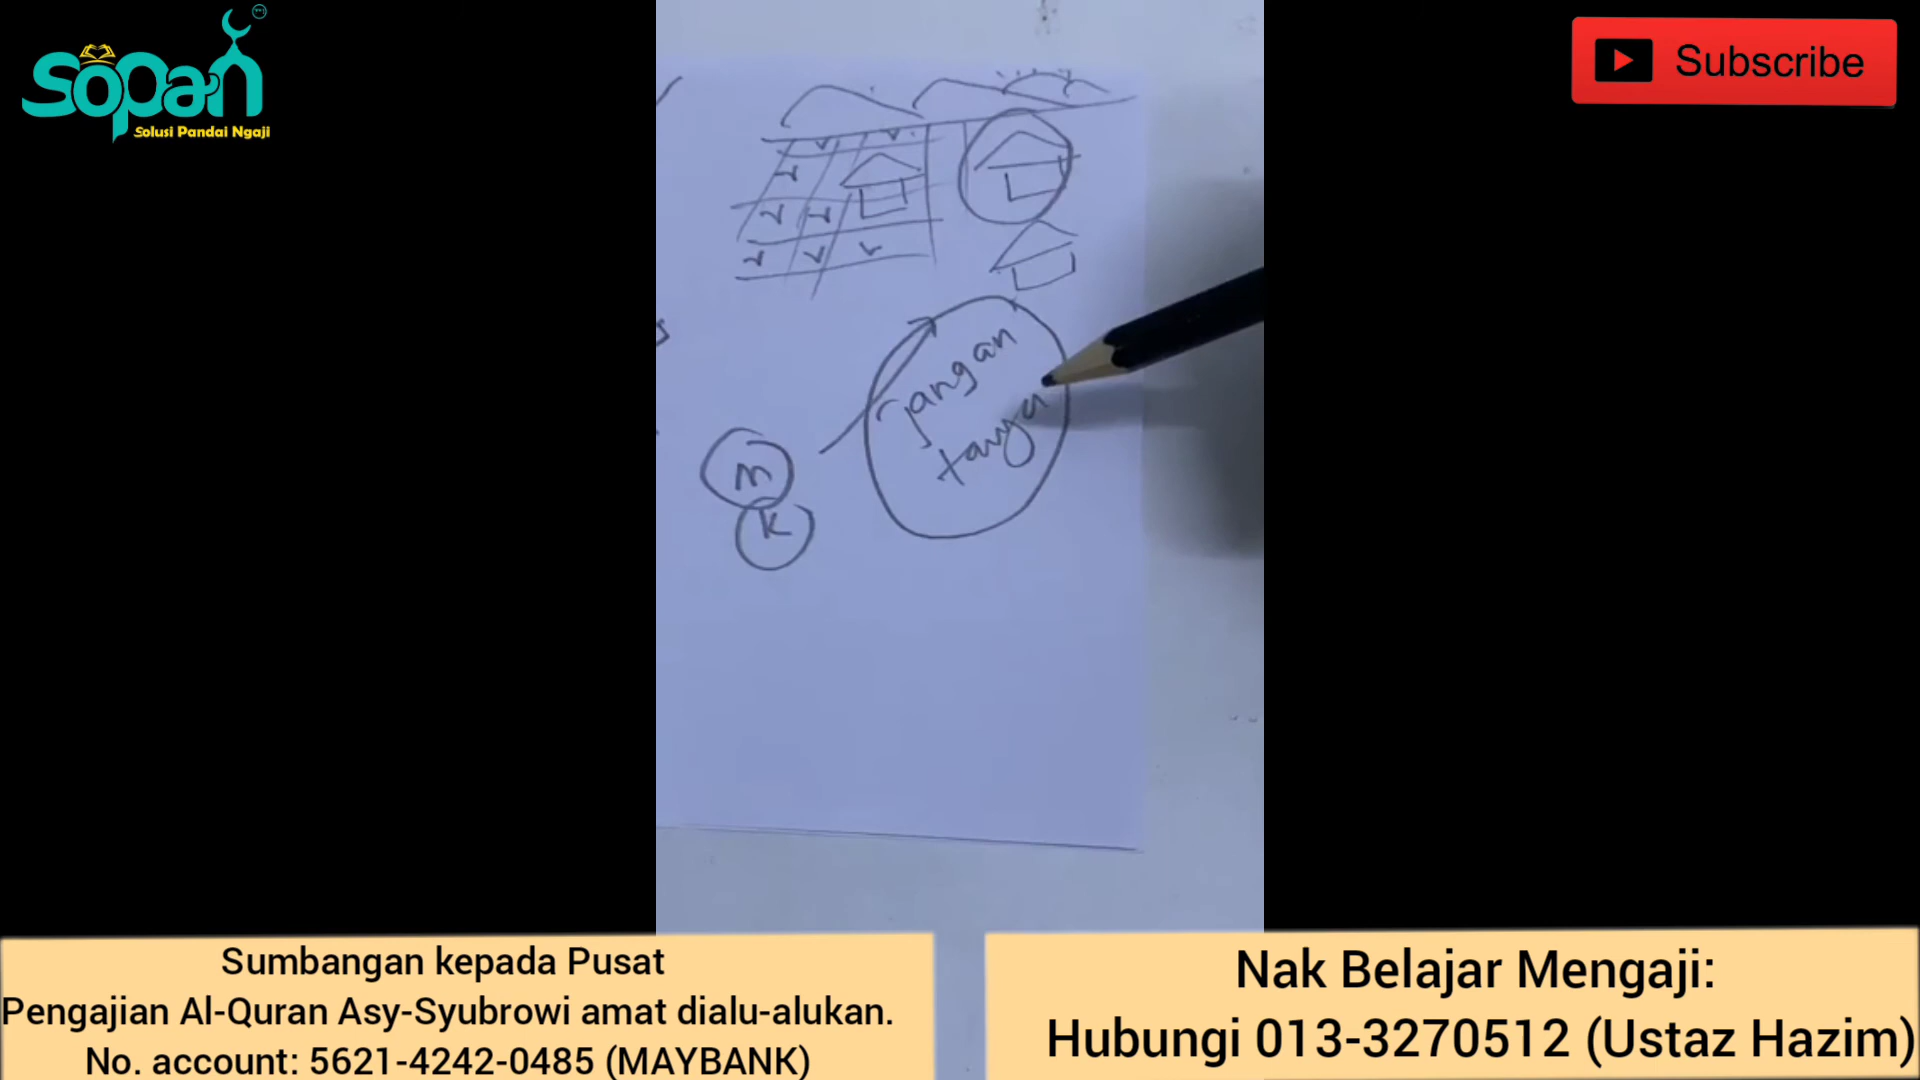 Sopan
Solusi Pandai Ngaji
Subscribe
jangan
tanya
m
K
Sumbangan kepada Pusat
Pengajian Al-Quran Asy-Syubrowi amat dialu-alukan.
No. account: 5621-4242-0485 (MAYBANK)
Nak Belajar Mengaji:
Hubungi 013-3270512 (Ustaz Hazim)